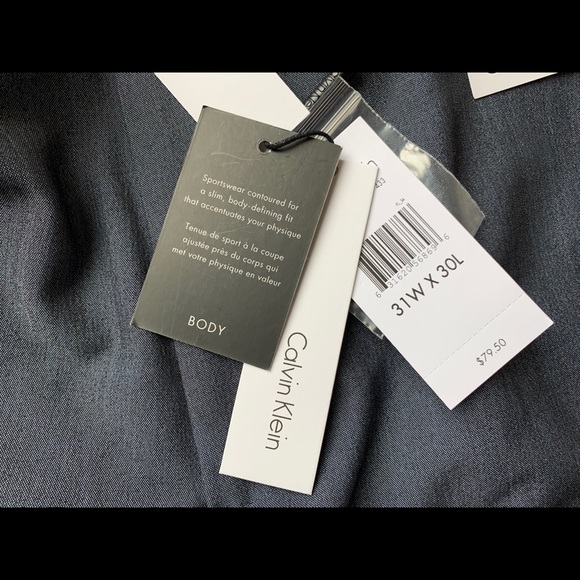 Sportswear contoured for
a slim, body-defining fit
that accentuates your physique
Tenue de sport à la coupe
ajustée près du corps qui
met votre physique en valeur
BODY
Calvin Klein
31W X 30L
$79.50